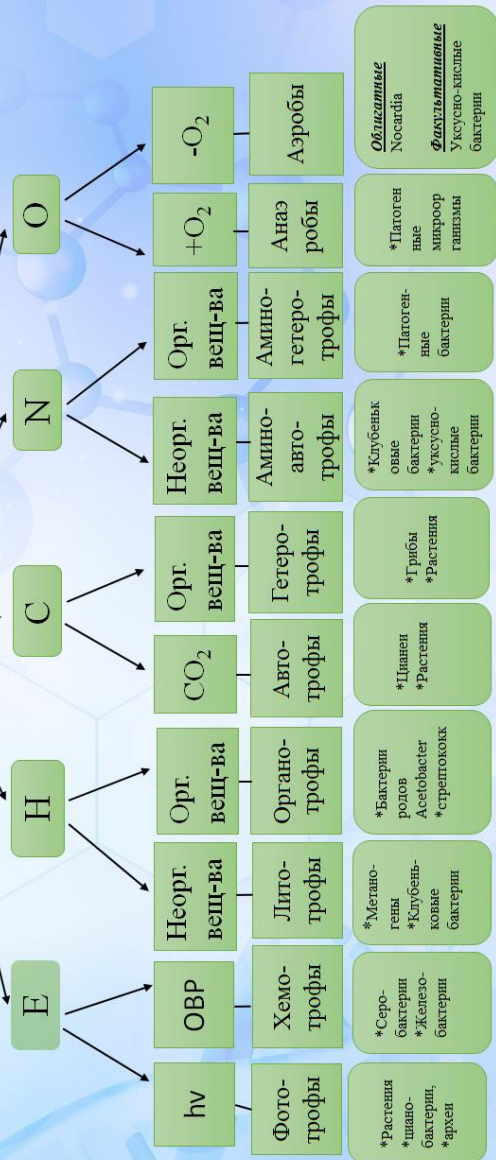 E
H
C
N
O
hv
ОВР
Неорг.
вещ-ва
Орг.
вещ-ва
CO₂
Орг.
вещ-ва
Неорг.
вещ-ва
Орг.
вещ-ва
+O₂
-O₂
Фото-
трофы
Хемо-
трофы
Лито-
трофы
Органо-
трофы
Авто-
трофы
Гетеро-
трофы
Амино-
авто-
трофы
Амино-
гетеро-
трофы
Анаэ
робы
Аэробы
*Растения
*циано-
бактерии,
*археи
*Серо-
бактерии
*Железо-
бактерии
*Метано-
гены
*Клубень-
ковые
бактерии
*Бактерии
родов
Acetobacter
*стрептококк
*Цианеи
*Растения
*Грибы
*Растения
*Клубеньк
овые
бактерии
*уксусно-
кислые
бактерии
*Патоген-
ные
бактерии
*Патоген
ные
микроор
ганизмы
Облигатные
Nocardia
Факультативные
Уксусно-кислые
бактерии